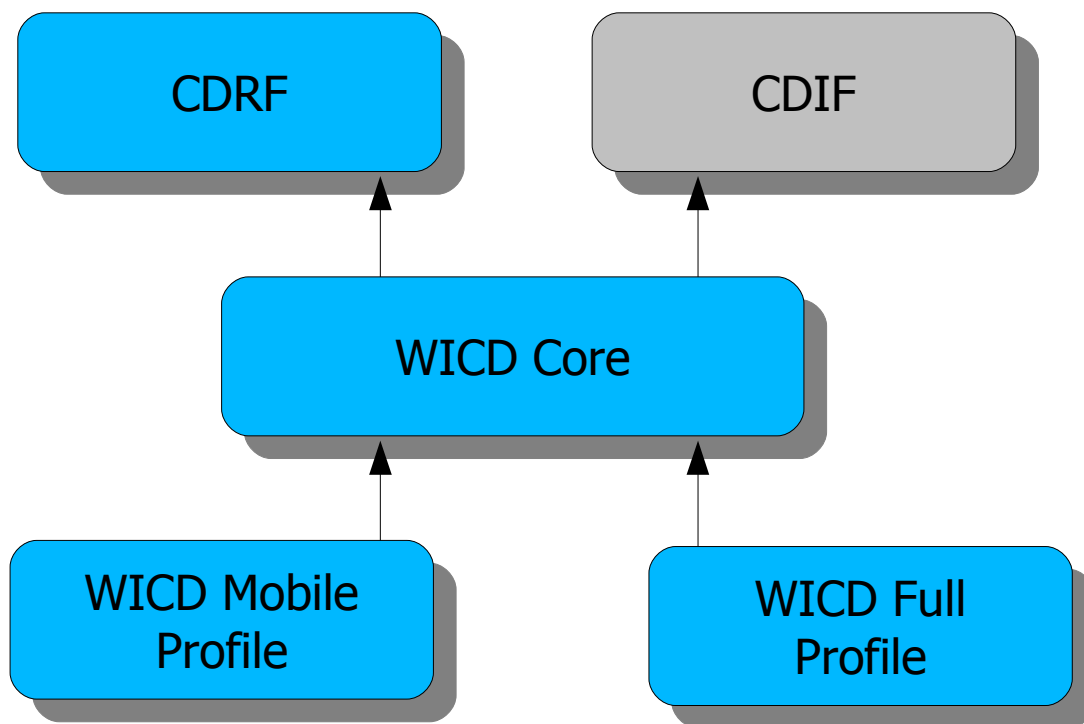 CDRF
CDIF
WICD Core
WICD Mobile
Profile
WICD Full
Profile